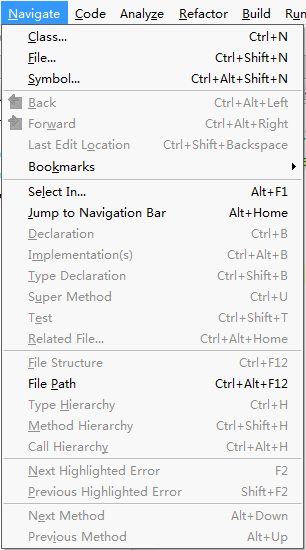 Navigate Code Analyze Refactor Build Run
Class... Ctrl+N
File... Ctrl+Shift+N
Symbol... Ctrl+Alt+Shift+N
Back Ctrl+Alt+Left
Forward Ctrl+Alt+Right
Last Edit Location Ctrl+Shift+Backspace
Bookmarks
Select In... Alt+F1
Jump to Navigation Bar Alt+Home
Declaration Ctrl+B
Implementation(s) Ctrl+Alt+B
Type Declaration Ctrl+Shift+B
Super Method Ctrl+U
Test Ctrl+Shift+T
Related File... Ctrl+Alt+Home
File Structure Ctrl+F12
File Path Ctrl+Alt+F12
Type Hierarchy Ctrl+H
Method Hierarchy Ctrl+Shift+H
Call Hierarchy Ctrl+Alt+H
Next Highlighted Error F2
Previous Highlighted Error Shift+F2
Next Method Alt+Down
Previous Method Alt+Up